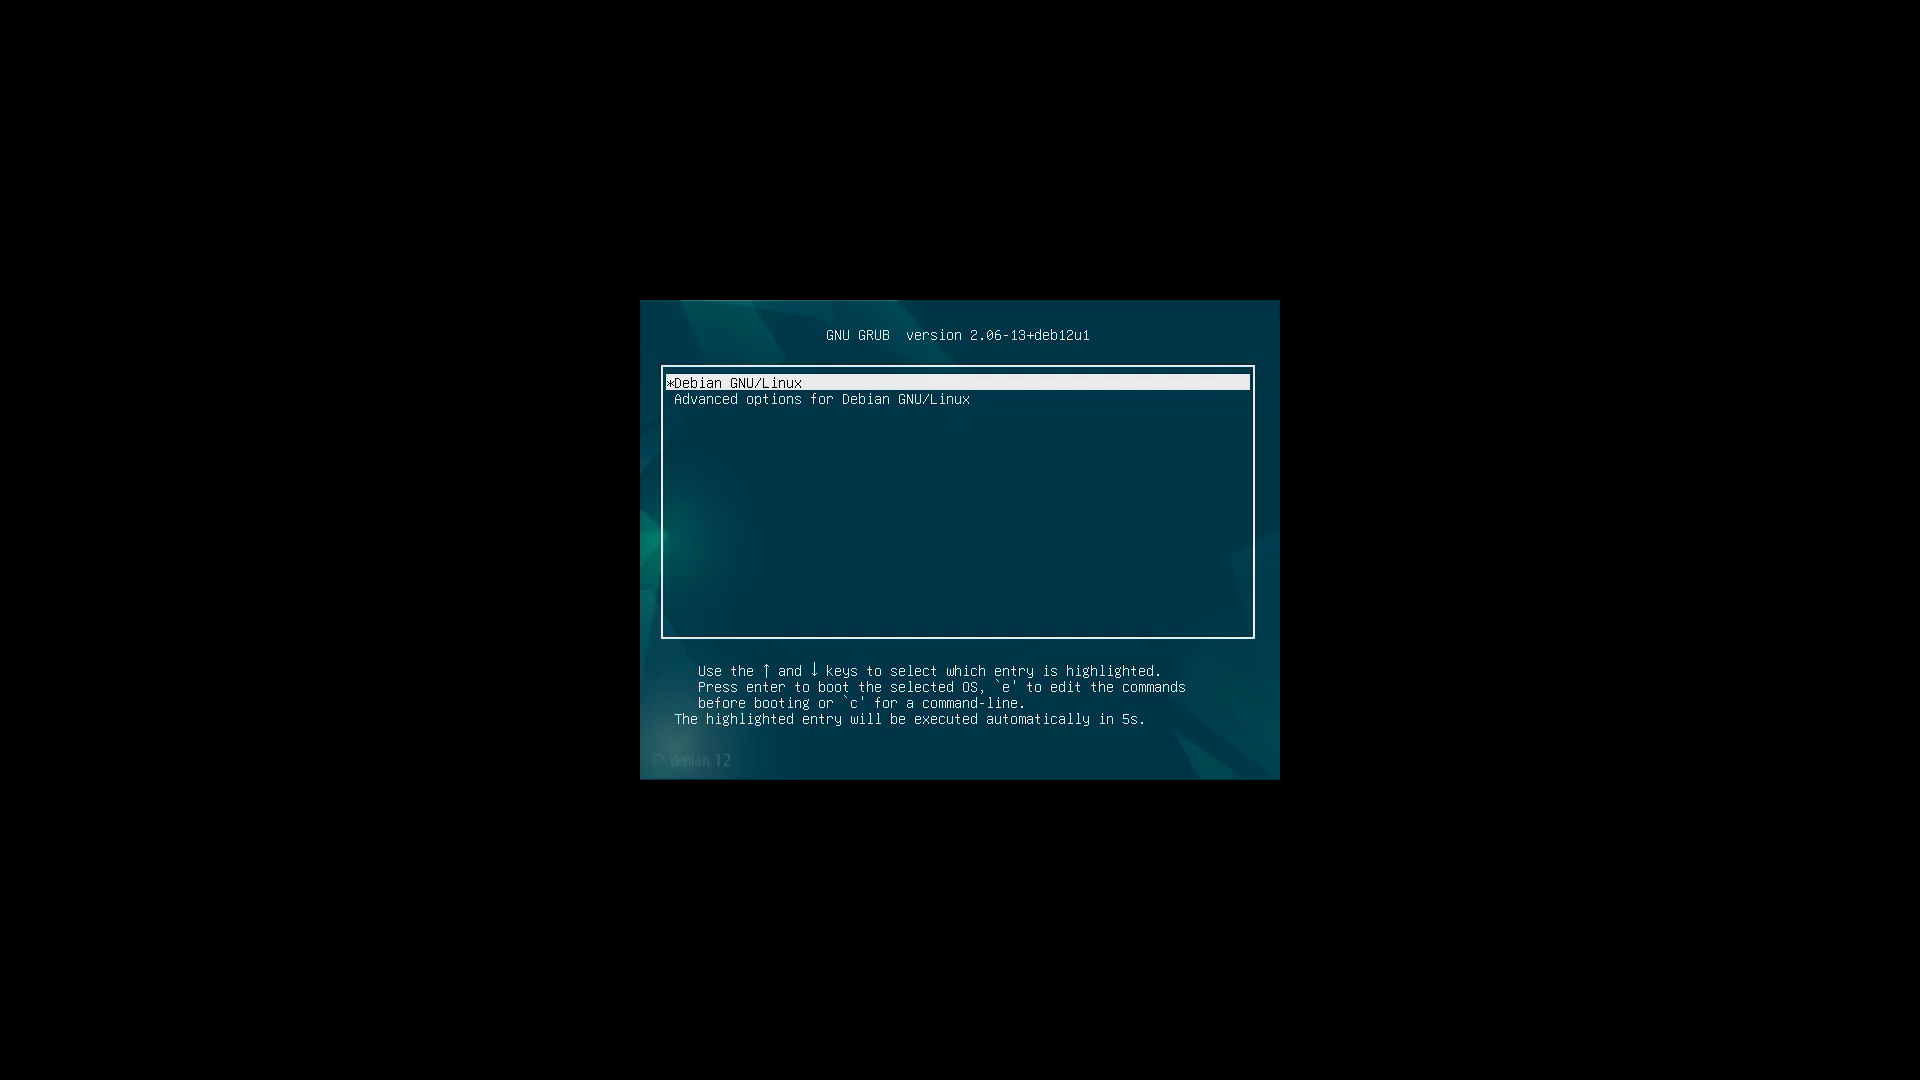 GNU GRUB  version 2.06-13+deb12u1
*Debian GNU/Linux
Advanced options for Debian GNU/Linux
Use the ↑ and ↓ keys to select which entry is highlighted.
Press enter to boot the selected OS, `e' to edit the commands
before booting or `c' for a command-line.
The highlighted entry will be executed automatically in 5s.
debian 12